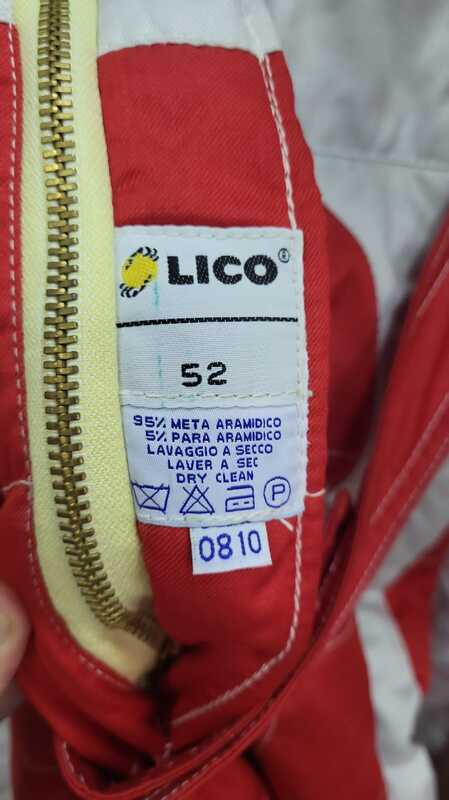 LICO®
52
95% META ARAMIDICO
5% PARA ARAMIDICO
LAVAGGIO A SECCO
LAVER A SEC
DRY CLEAN
P
0810